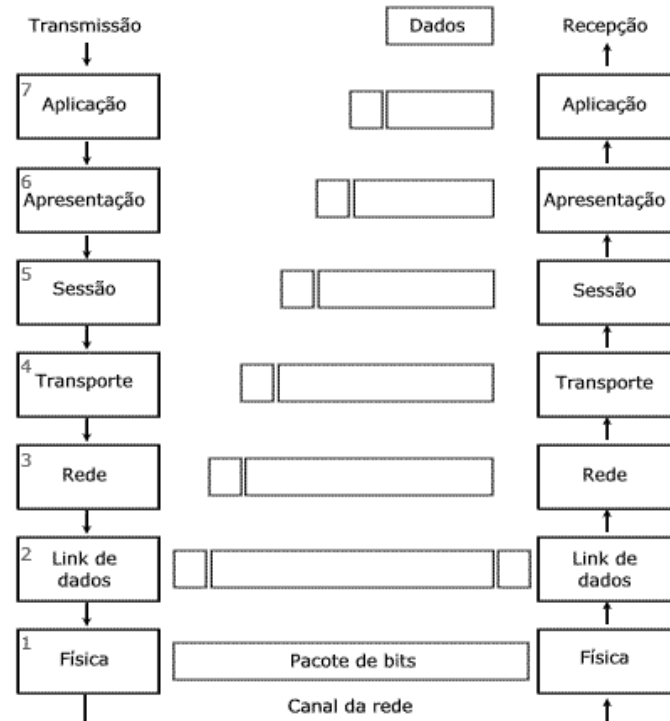 Transmissão Dados Recepção
7 Aplicação Aplicação
6 Apresentação Apresentação
5 Sessão Sessão
4 Transporte Transporte
3 Rede Rede
2 Link de Link de
dados dados
1 Física Pacote de bits Física
Canal da rede